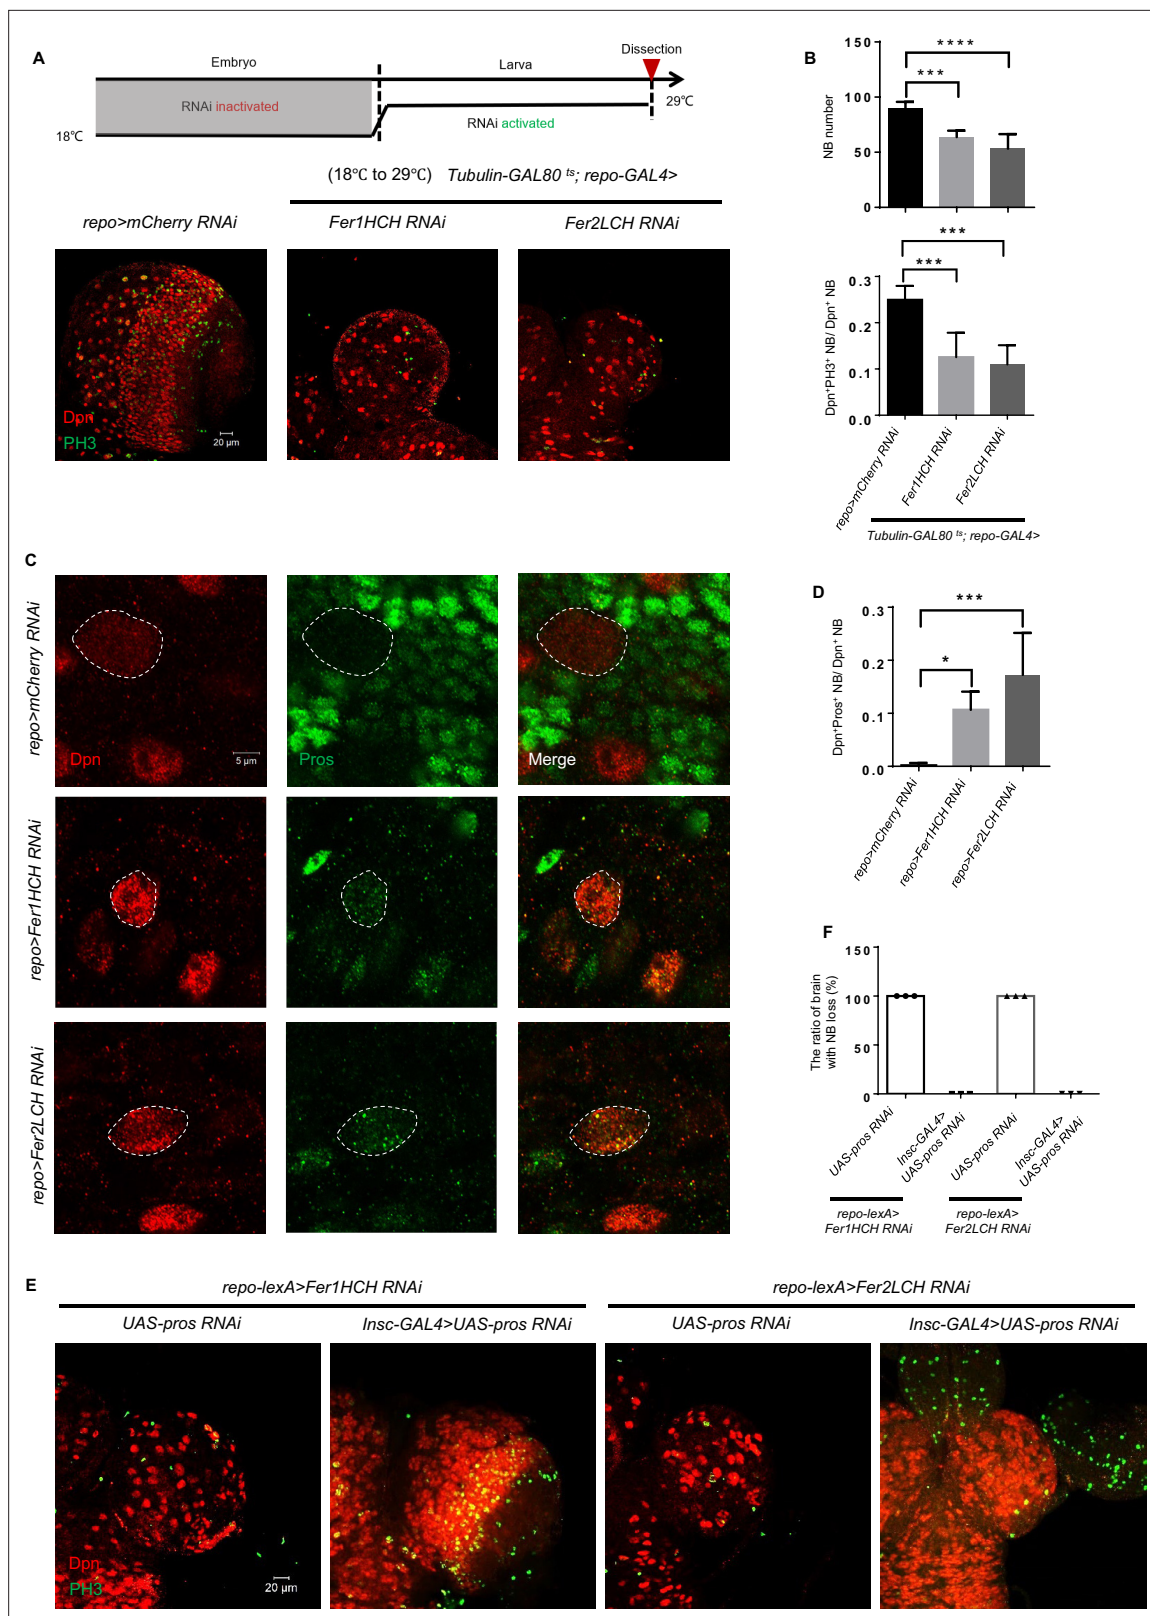 A
Embryo
Larva
Dissection
RNAi inactivated
RNAi activated
18℃
29℃
(18℃ to 29℃) Tubulin-GAL80 ts; repo-GAL4>
repo>mCherry RNAi
Fer1HCH RNAi
Fer2LCH RNAi
Dpn
PH3
20 µm
B
NB number
150
100
50
0
****
***
Dpn+PH3+ NB/ Dpn+ NB
0.3
0.2
0.1
0.0
***
***
repo>mCherry RNAi
Fer1HCH RNAi
Fer2LCH RNAi
Tubulin-GAL80 ts; repo-GAL4>
C
repo>mCherry RNAi
Dpn
5 µm
Pros
Merge
repo>Fer1HCH RNAi
repo>Fer2LCH RNAi
D
Dpn+Pros+ NB/ Dpn+ NB
0.3
0.2
0.1
0.0
***
*
repo>mCherry RNAi
repo>Fer1HCH RNAi
repo>Fer2LCH RNAi
F
The ratio of brain
with NB loss (%)
150
100
50
0
UAS-pros RNAi
Insc-GAL4>
UAS-pros RNAi
UAS-pros RNAi
Insc-GAL4>
UAS-pros RNAi
repo-lexA>
Fer1HCH RNAi
repo-lexA>
Fer2LCH RNAi
E
repo-lexA>Fer1HCH RNAi
repo-lexA>Fer2LCH RNAi
UAS-pros RNAi
Insc-GAL4>UAS-pros RNAi
UAS-pros RNAi
Insc-GAL4>UAS-pros RNAi
Dpn
PH3
20 µm